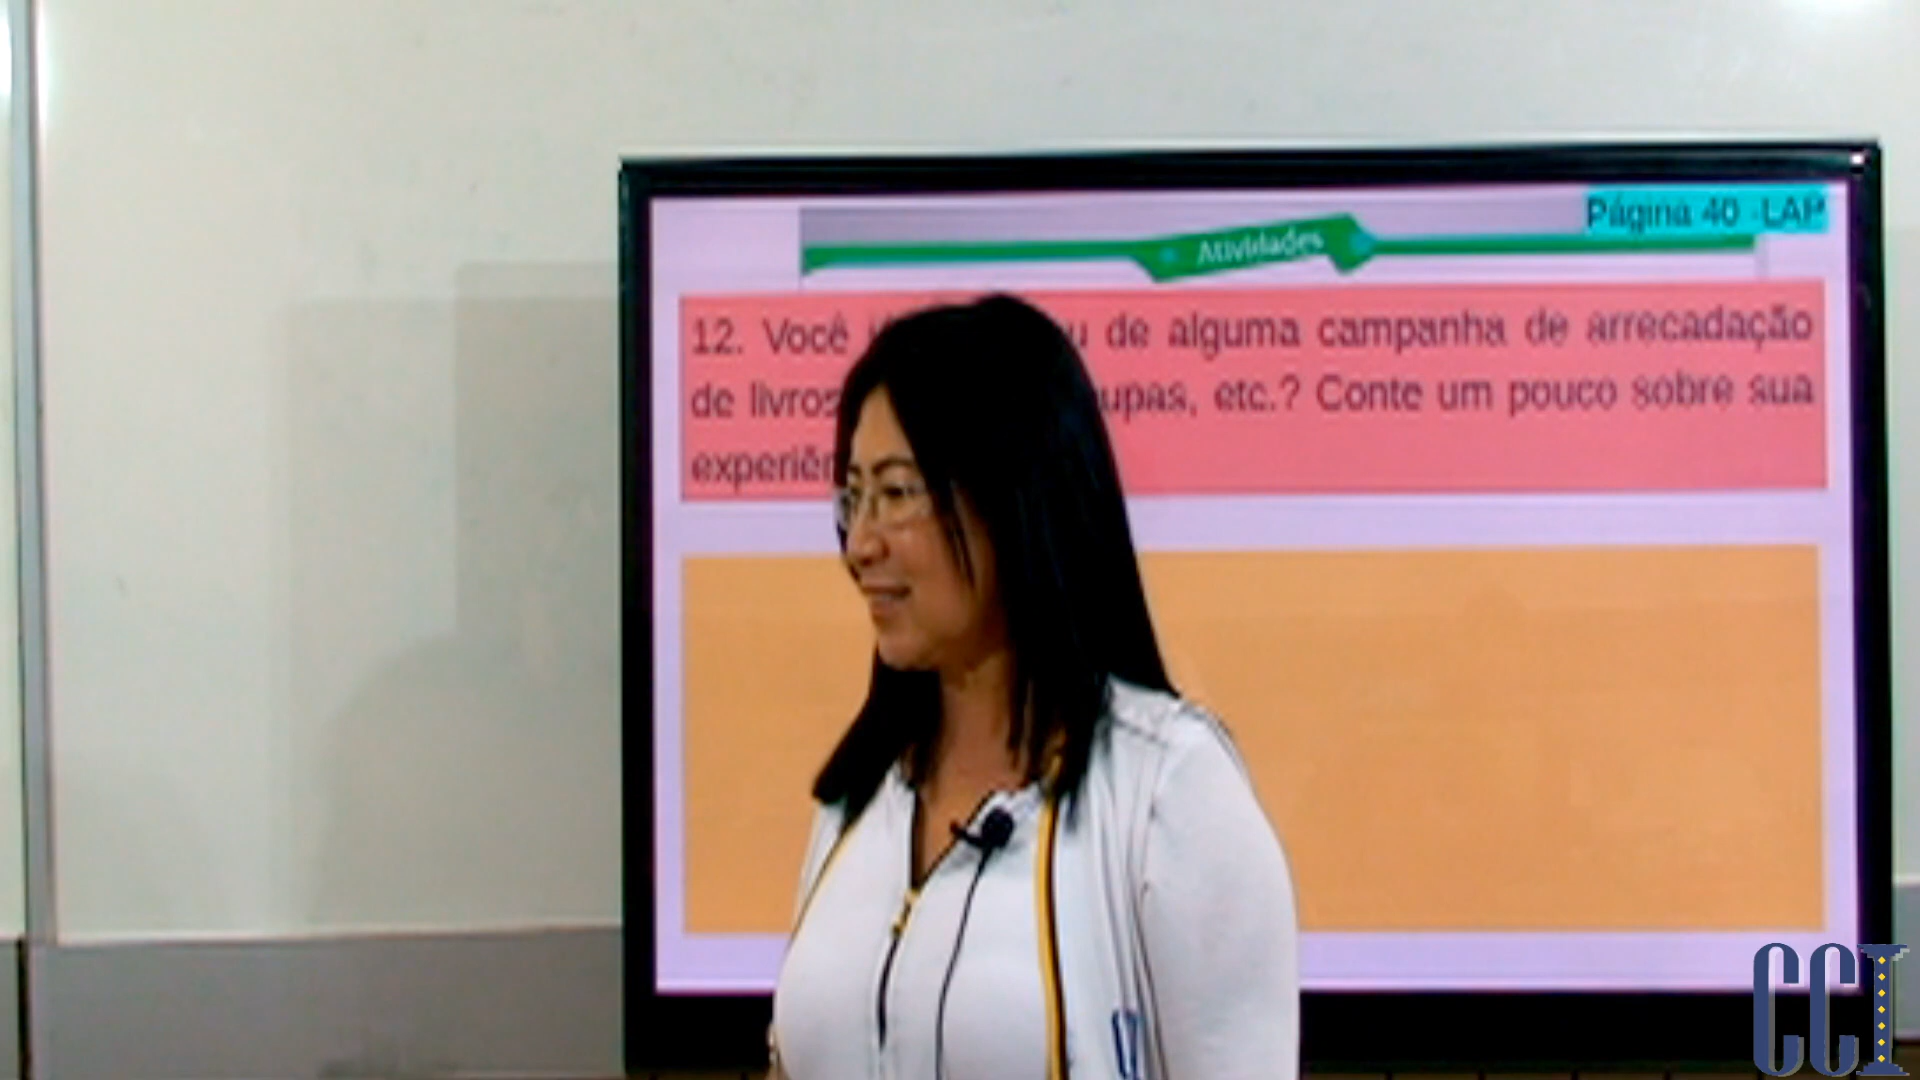 Página 40 -LAP
Atividades
12. Você u de alguma campanha de arrecadação
de livros upas, etc.? Conte um pouco sobre sua
experiên
CCI